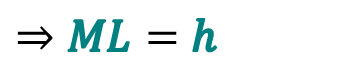 ⇒ ML = h